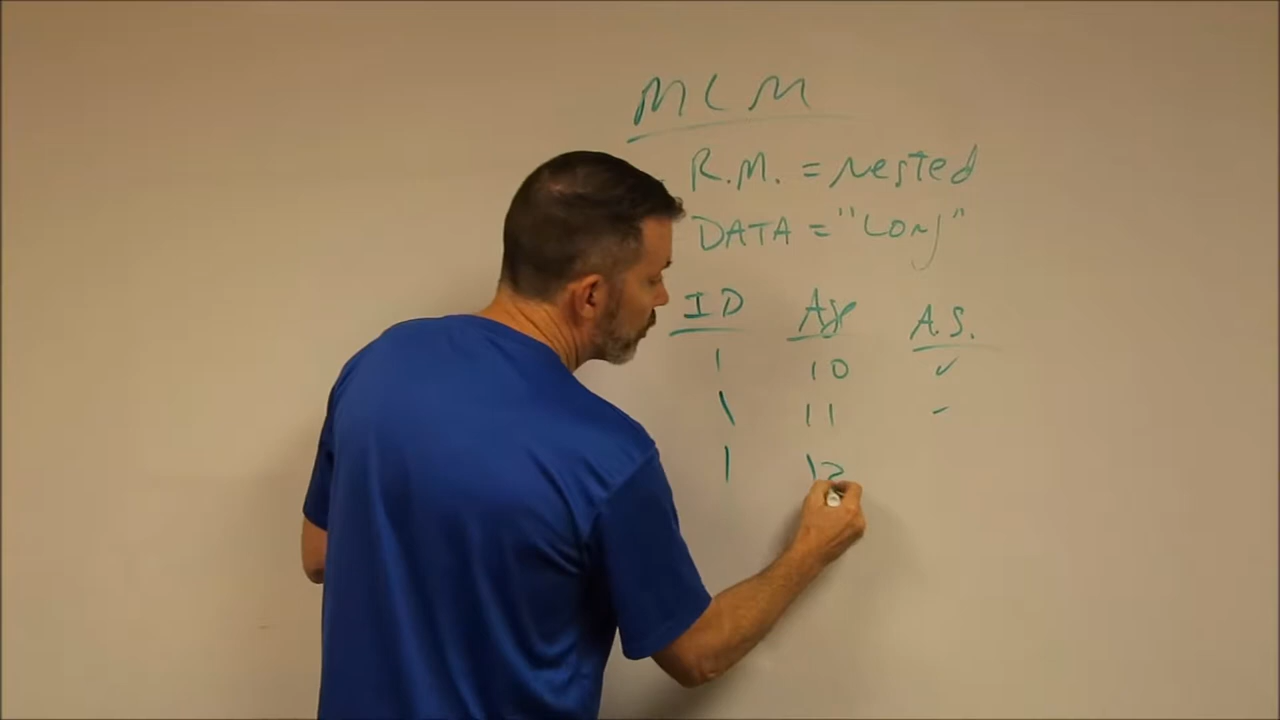 MLM
R.M. = Nested
DATA = "Long"
ID Age A.S.
1 10 ✓
1 11 -
1 12